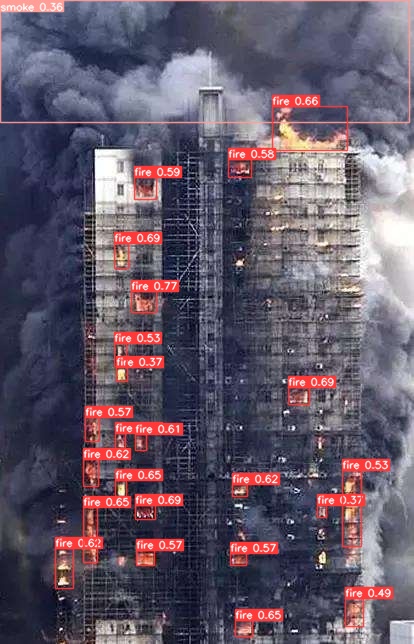 smoke 0.36
fire 0.66
fire 0.58
fire 0.59
fire 0.69
fire 0.77
fire 0.53
fire 0.37
fire 0.69
fire 0.57
fire
fire 0.61
fire 0.62
fire 0.53
fire 0.65
fire 0.62
fire 0.65
fire 0.69
fire 0.37
fire 0.62
fire 0.57
fire 0.57
fire 0.49
fire 0.65